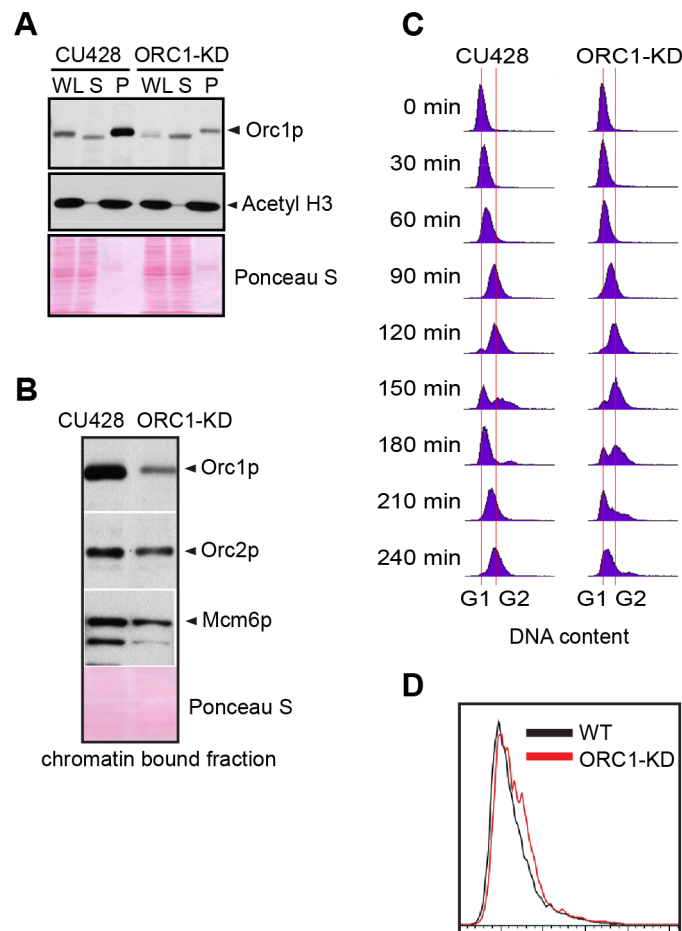 A
CU428 ORC1-KD
WL S P WL S P
Orc1p
Acetyl H3
Ponceau S
B
CU428 ORC1-KD
Orc1p
Orc2p
Mcm6p
Ponceau S
chromatin bound fraction
C
CU428 ORC1-KD
0 min
30 min
60 min
90 min
120 min
150 min
180 min
210 min
240 min
G1 G2 G1 G2
DNA content
D
WT
ORC1-KD